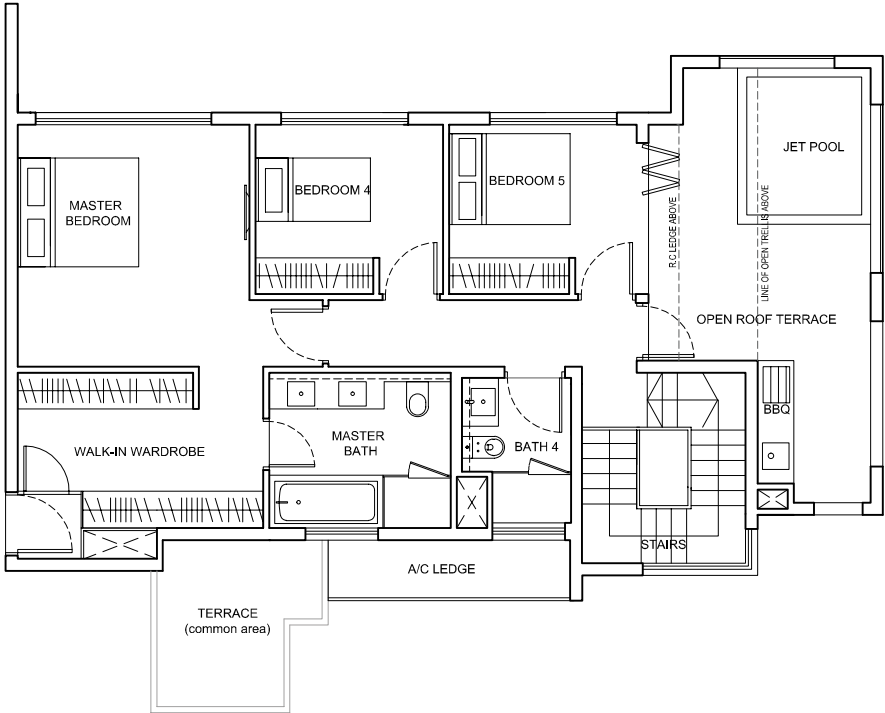 MASTER
BEDROOM
BEDROOM 4
BEDROOM 5
JET POOL
R.C LEDGE ABOVE
LINE OF OPEN TRELLIS ABOVE
OPEN ROOF TERRACE
BBQ
WALK-IN WARDROBE
MASTER
BATH
BATH 4
STAIRS
A/C LEDGE
TERRACE
(common area)